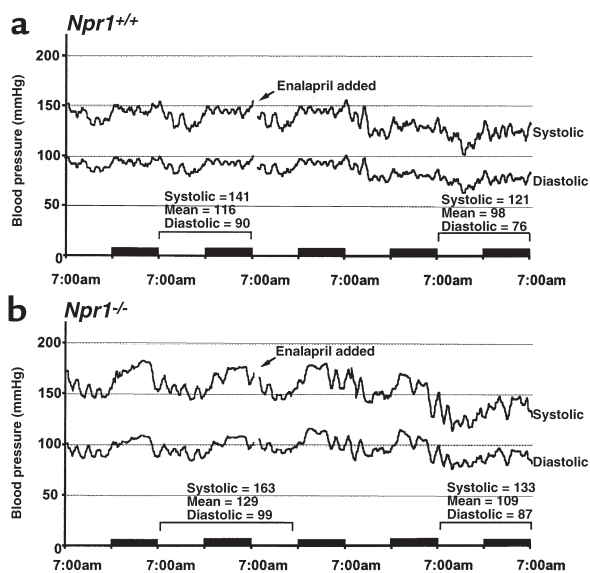 a Npr1+/+
Blood pressure (mmHg)
200
150
100
50
0
Enalapril added
Systolic
Diastolic
Systolic =141
Mean = 116
Diastolic = 90
Systolic = 121
Mean = 98
Diastolic = 76
7:00am 7:00am 7:00am 7:00am 7:00am 7:00am
b Npr1-/-
Blood pressure (mmHg)
200
150
100
50
0
Enalapril added
Systolic
Diastolic
Systolic = 163
Mean = 129
Diastolic = 99
Systolic = 133
Mean = 109
Diastolic = 87
7:00am 7:00am 7:00am 7:00am 7:00am 7:00am